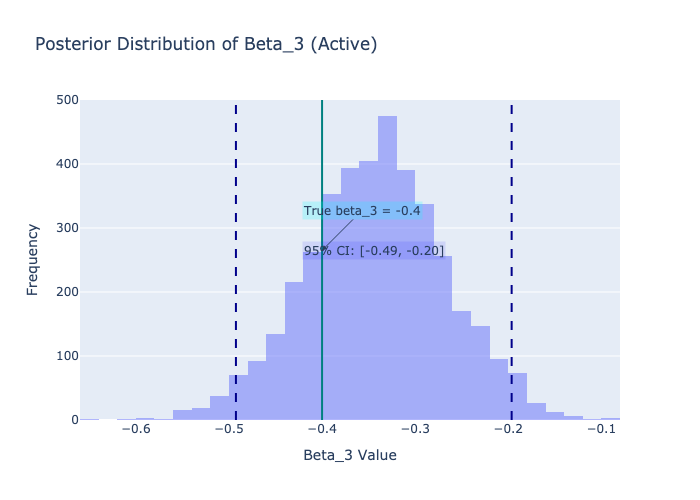 Posterior Distribution of Beta_3 (Active)
500
400
300
200
100
0
Frequency
True beta_3 = -0.4
95% CI: [-0.49, -0.20]
−0.6
−0.5
−0.4
−0.3
−0.2
−0.1
Beta_3 Value